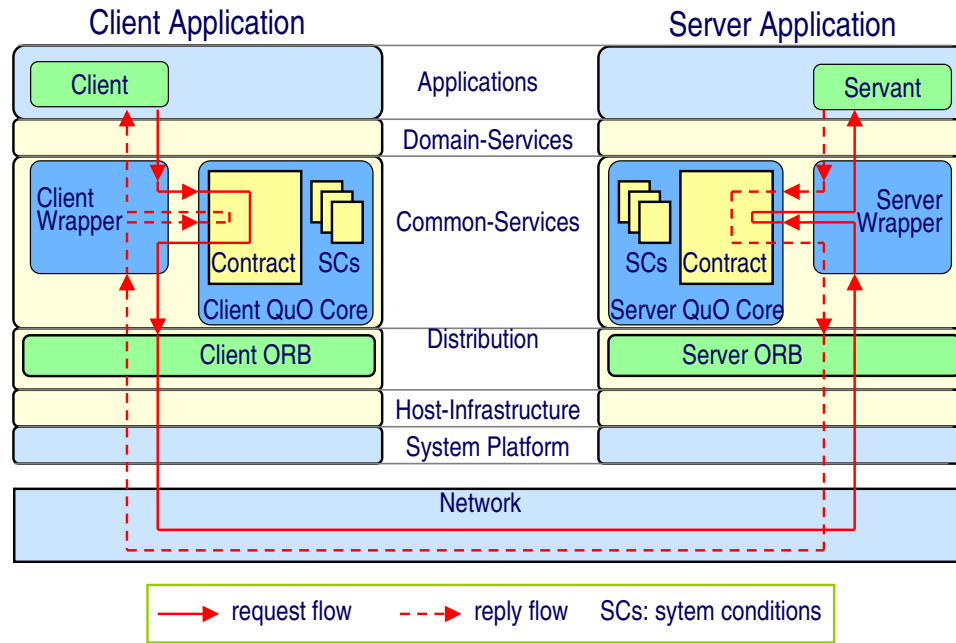 Client Application
Server Application
Client
Applications
Servant
Domain-Services
Client
Wrapper
Contract
SCs
Client QuO Core
Common-Services
SCs
Contract
Server QuO Core
Server
Wrapper
Client ORB
Distribution
Server ORB
Host-Infrastructure
System Platform
Network
request flow
reply flow
SCs: sytem conditions